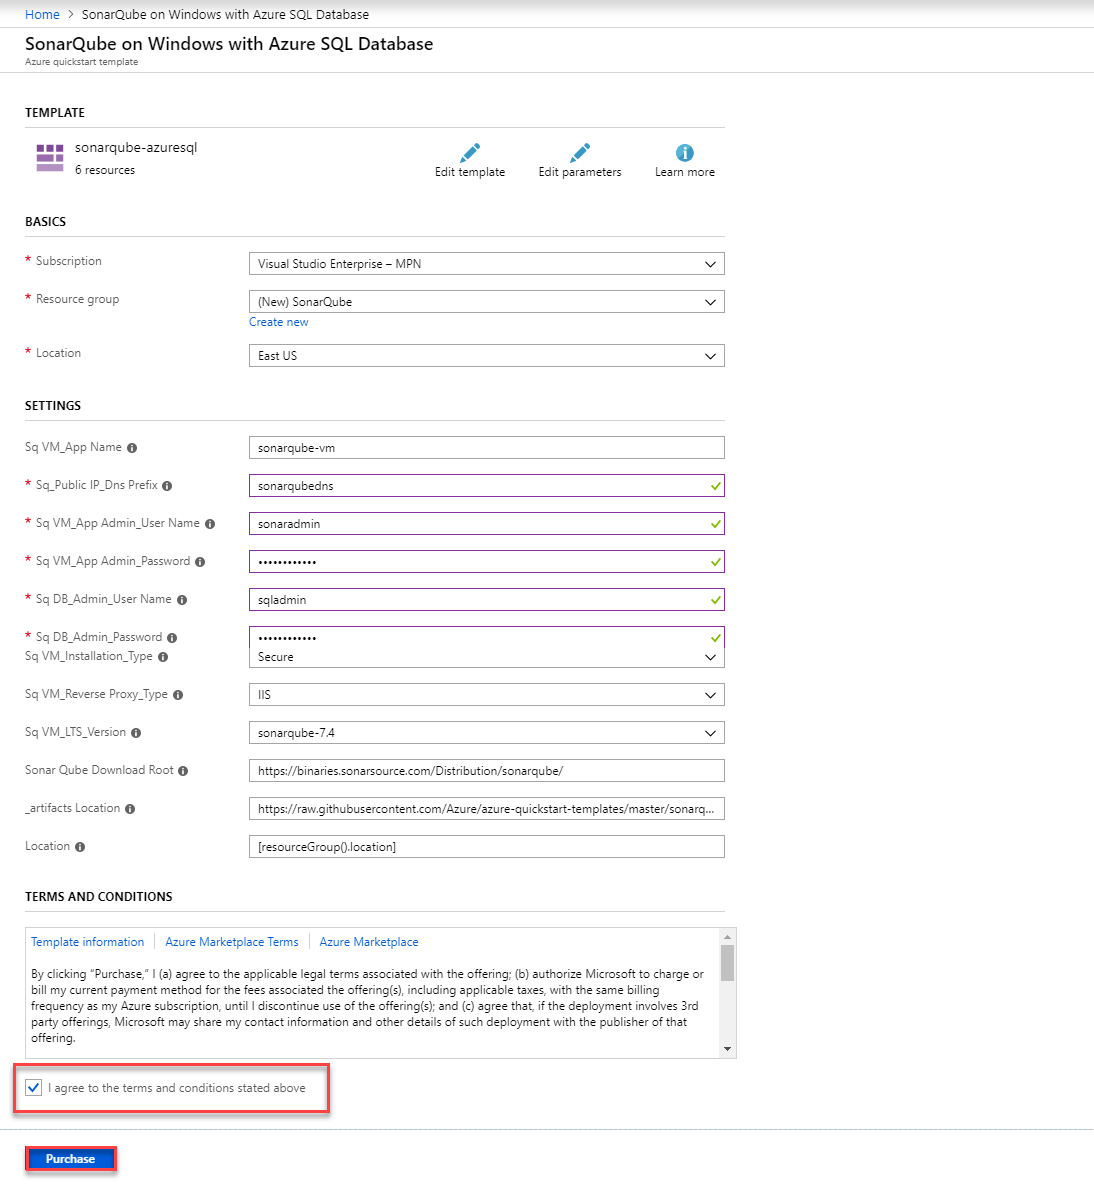 Home > SonarQube on Windows with Azure SQL Database
SonarQube on Windows with Azure SQL Database
Azure quickstart template
TEMPLATE
sonarqube-azuresql
6 resources
Edit template
Edit parameters
Learn more
BASICS
* Subscription
Visual Studio Enterprise – MPN
* Resource group
(New) SonarQube
Create new
* Location
East US
SETTINGS
Sq VM_App Name
sonarqube-vm
* Sq_Public IP_Dns Prefix
sonarqubedns
* Sq VM_App Admin_User Name
sonaradmin
* Sq VM_App Admin_Password
••••••••••••
* Sq DB_Admin_User Name
sqladmin
* Sq DB_Admin_Password
••••••••••••
Sq VM_Installation_Type
Secure
Sq VM_Reverse Proxy_Type
IIS
Sq VM_LTS_Version
sonarqube-7.4
Sonar Qube Download Root
https://binaries.sonarsource.com/Distribution/sonarqube/
_artifacts Location
https://raw.githubusercontent.com/Azure/azure-quickstart-templates/master/sonarq...
Location
[resourceGroup().location]
TERMS AND CONDITIONS
Template information | Azure Marketplace Terms | Azure Marketplace
By clicking “Purchase,” I (a) agree to the applicable legal terms associated with the offering; (b) authorize Microsoft to charge or
bill my current payment method for the fees associated the offering(s), including applicable taxes, with the same billing
frequency as my Azure subscription, until I discontinue use of the offering(s); and (c) agree that, if the deployment involves 3rd
party offerings, Microsoft may share my contact information and other details of such deployment with the publisher of that
offering.
I agree to the terms and conditions stated above
Purchase